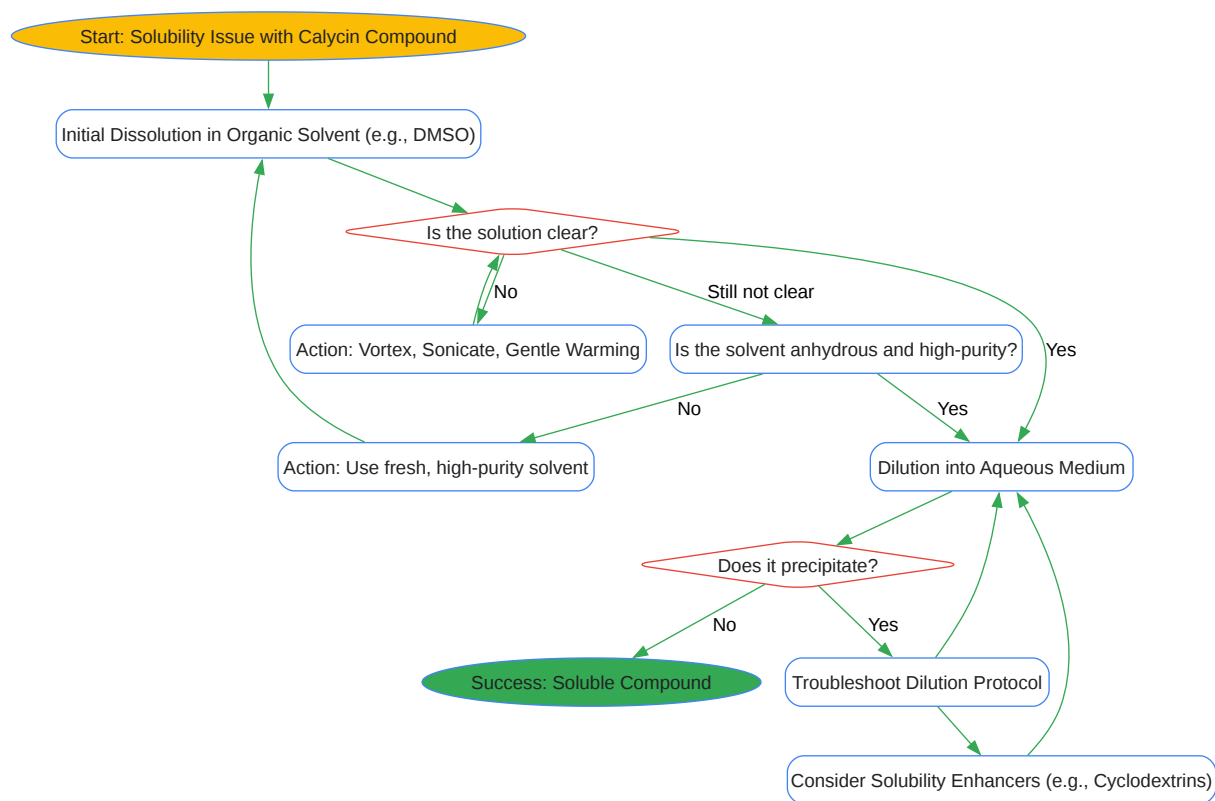 Start: Solubility Issue with Calycin Compound
Initial Dissolution in Organic Solvent (e.g., DMSO)
Is the solution clear?
No
Still not clear
Action: Vortex, Sonicate, Gentle Warming
Is the solvent anhydrous and high-purity?
Yes
No
Yes
Action: Use fresh, high-purity solvent
Dilution into Aqueous Medium
Does it precipitate?
No
Yes
Success: Soluble Compound
Troubleshoot Dilution Protocol
Consider Solubility Enhancers (e.g., Cyclodextrins)